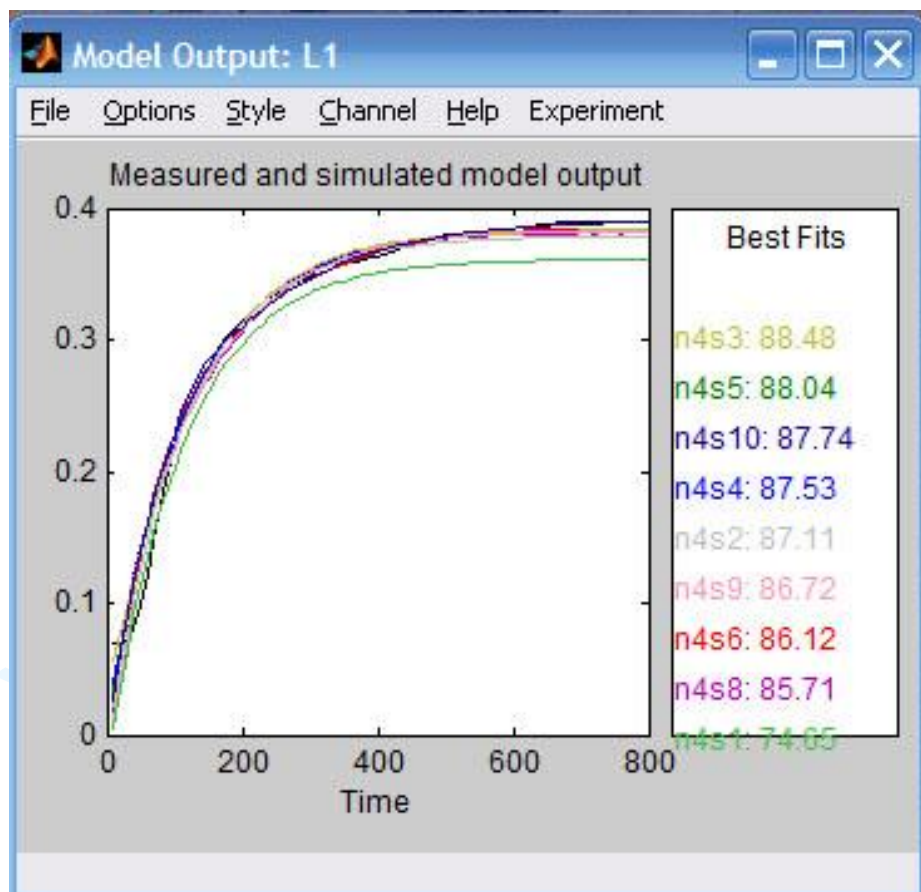 Model Output: L1
File Options Style Channel Help Experiment
Measured and simulated model output
0.4
0.3
0.2
0.1
0
0 200 400 600 800
Time
Best Fits
n4s3: 88.48
n4s5: 88.04
n4s10: 87.74
n4s4: 87.53
n4s2: 87.11
n4s9: 86.72
n4s6: 86.12
n4s8: 85.71
n4s1: 74.65